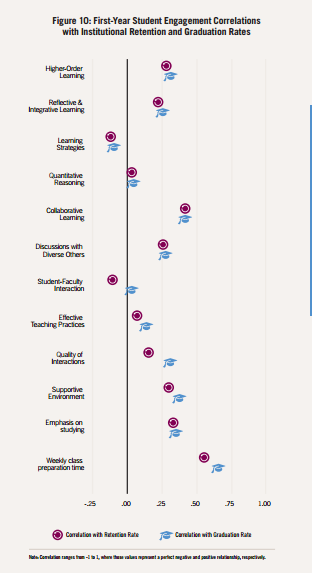 Figure 10: First-Year Student Engagement Correlations
with Institutional Retention and Graduation Rates
Higher-Order
Learning
Reflective &
Integrative Learning
Learning
Strategies
Quantitative
Reasoning
Collaborative
Learning
Discussions with
Diverse Others
Student-Faculty
Interaction
Effective
Teaching Practices
Quality of
Interactions
Supportive
Environment
Emphasis on
studying
Weekly class
preparation time
-.25 .00 .25 .50 .75 1.00
Correlation with Retention Rate Correlation with Graduation Rate
Note: Correlation ranges from -1 to 1, where those values represent a perfect negative and positive relationship, respectively.